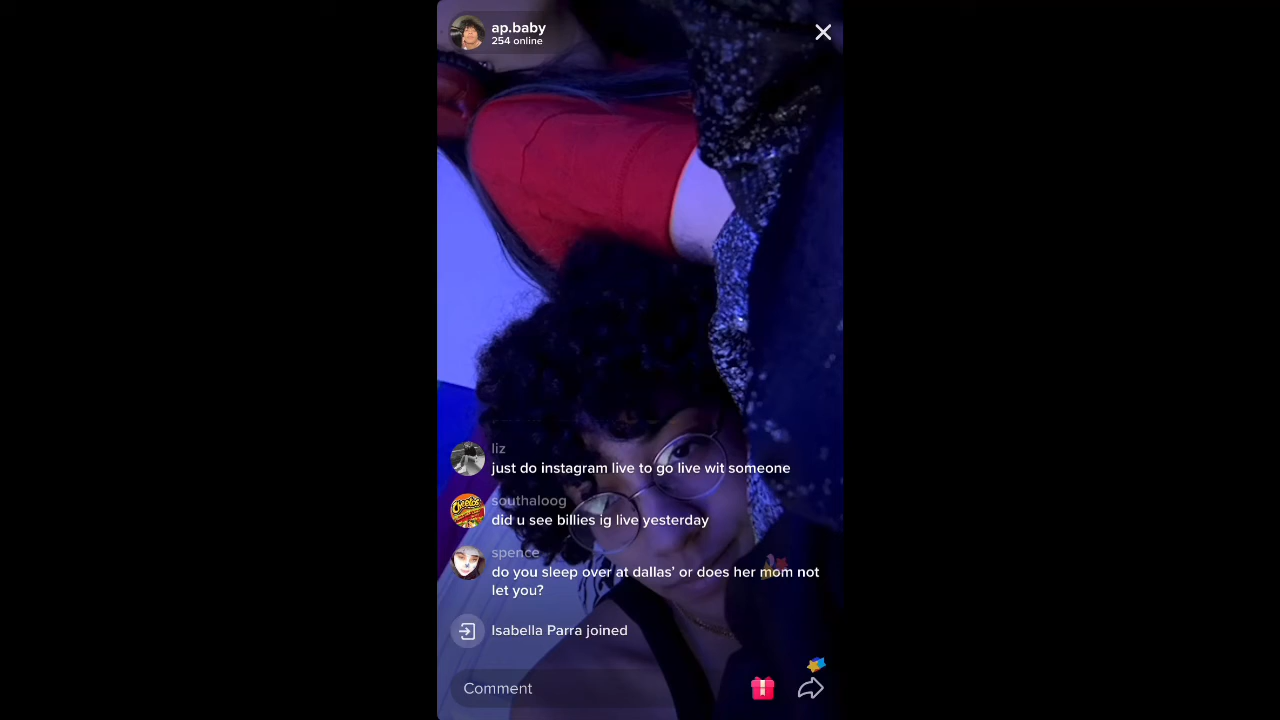 ap.baby
254 online
liz
just do instagram live to go live wit someone
southaloog
did u see billies ig live yesterday
spence
do you sleep over at dallas’ or does her mom not
let you?
Isabella Parra joined
Comment